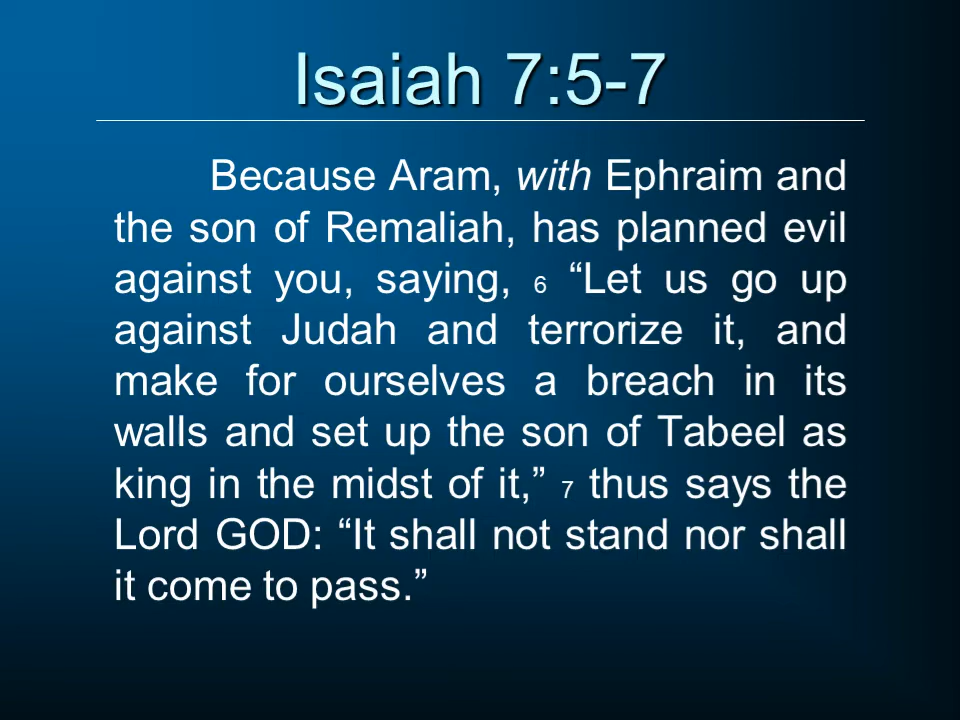 Isaiah 7:5-7
Because Aram, with Ephraim and
the son of Remaliah, has planned evil
against you, saying, 6 “Let us go up
against Judah and terrorize it, and
make for ourselves a breach in its
walls and set up the son of Tabeel as
king in the midst of it,” 7 thus says the
Lord GOD: “It shall not stand nor shall
it come to pass.”